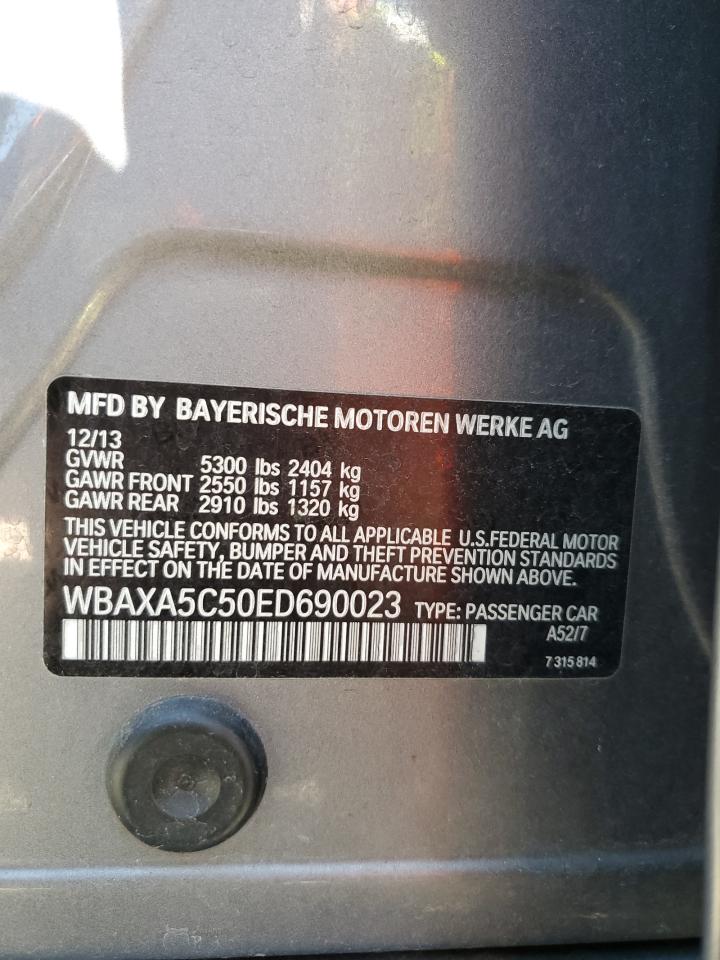 MFD BY BAYERISCHE MOTOREN WERKE AG
12/13
GVWR 5300 lbs 2404 kg
GAWR FRONT 2550 lbs 1157 kg
GAWR REAR 2910 lbs 1320 kg
THIS VEHICLE CONFORMS TO ALL APPLICABLE U.S.FEDERAL MOTOR
VEHICLE SAFETY, BUMPER AND THEFT PREVENTION STANDARDS
IN EFFECT ON THE DATE OF MANUFACTURE SHOWN ABOVE.
WBAXA5C50ED690023 TYPE: PASSENGER CAR
A52/7
7 315 814